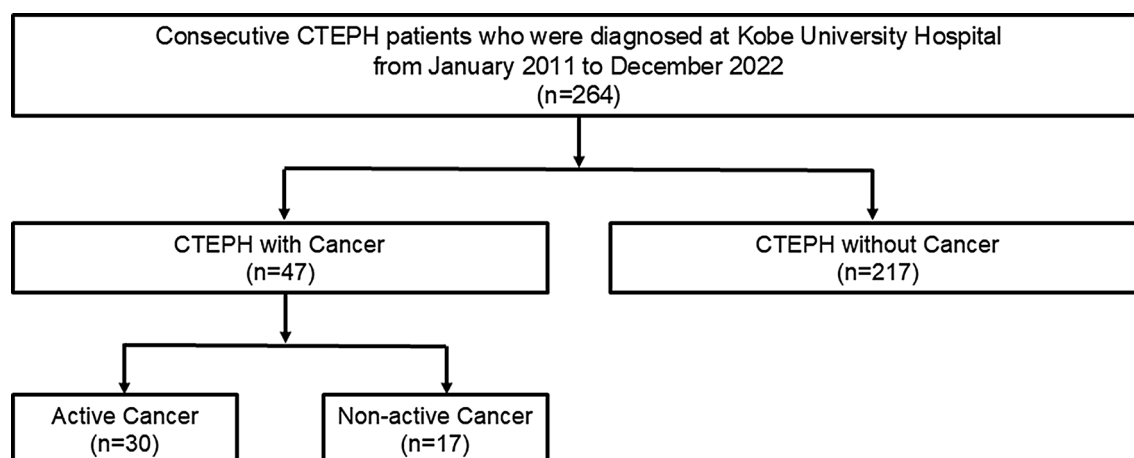 Consecutive CTEPH patients who were diagnosed at Kobe University Hospital
from January 2011 to December 2022
(n=264)
CTEPH with Cancer
(n=47)
CTEPH without Cancer
(n=217)
Active Cancer
(n=30)
Non-active Cancer
(n=17)